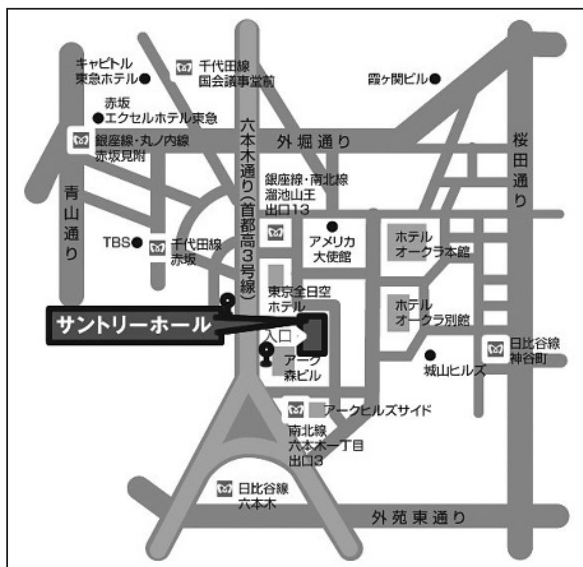 キャピトル
東急ホテル
千代田線
国会議事堂前
霞ヶ関ビル
赤坂
エクセルホテル東急
銀座線・丸ノ内線
赤坂見附
外堀通り
桜田通り
青山通り
六本木通り(首都高3号線)
銀座線・南北線
溜池山王
出口13
TBS
千代田線
赤坂
アメリカ
大使館
ホテル
オークラ本館
東京全日空
ホテル
ホテル
オークラ別館
サントリーホール
入口
アーク
森ビル
城山ヒルズ
日比谷線
神谷町
アークヒルズサイド
南北線
六本木一丁目
出口3
日比谷線
六本木
外苑東通り